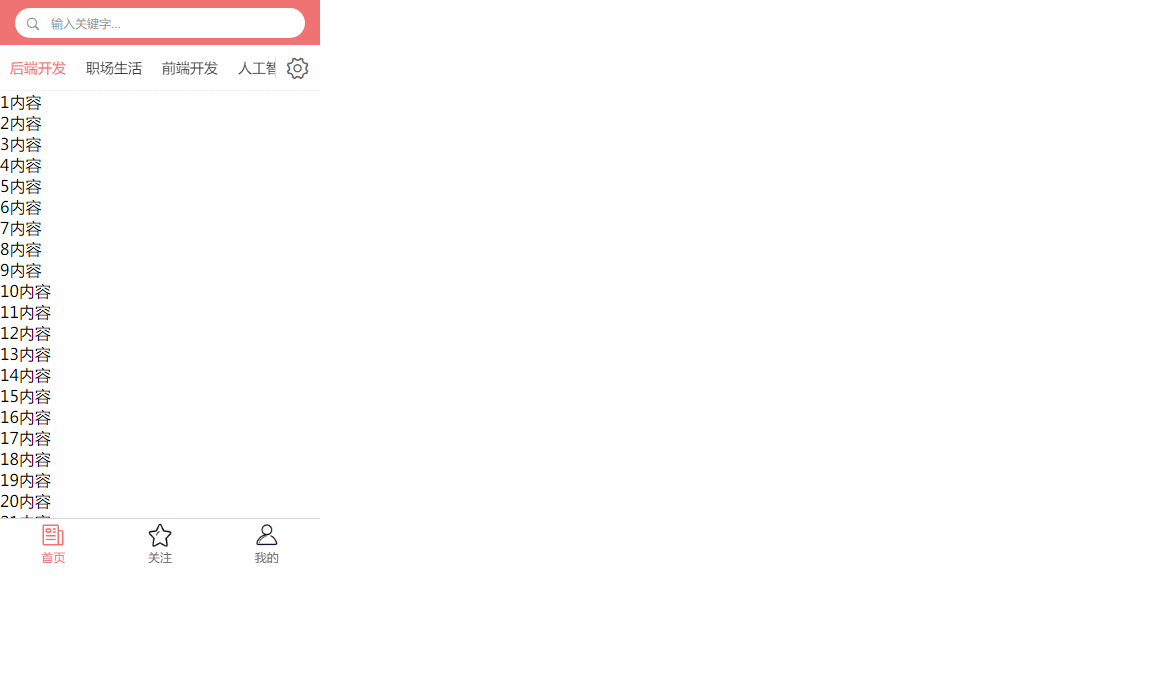 输入关键字...
后端开发 职场生活 前端开发 人工智
1内容
2内容
3内容
4内容
5内容
6内容
7内容
8内容
9内容
10内容
11内容
12内容
13内容
14内容
15内容
16内容
17内容
18内容
19内容
20内容
首页 关注 我的